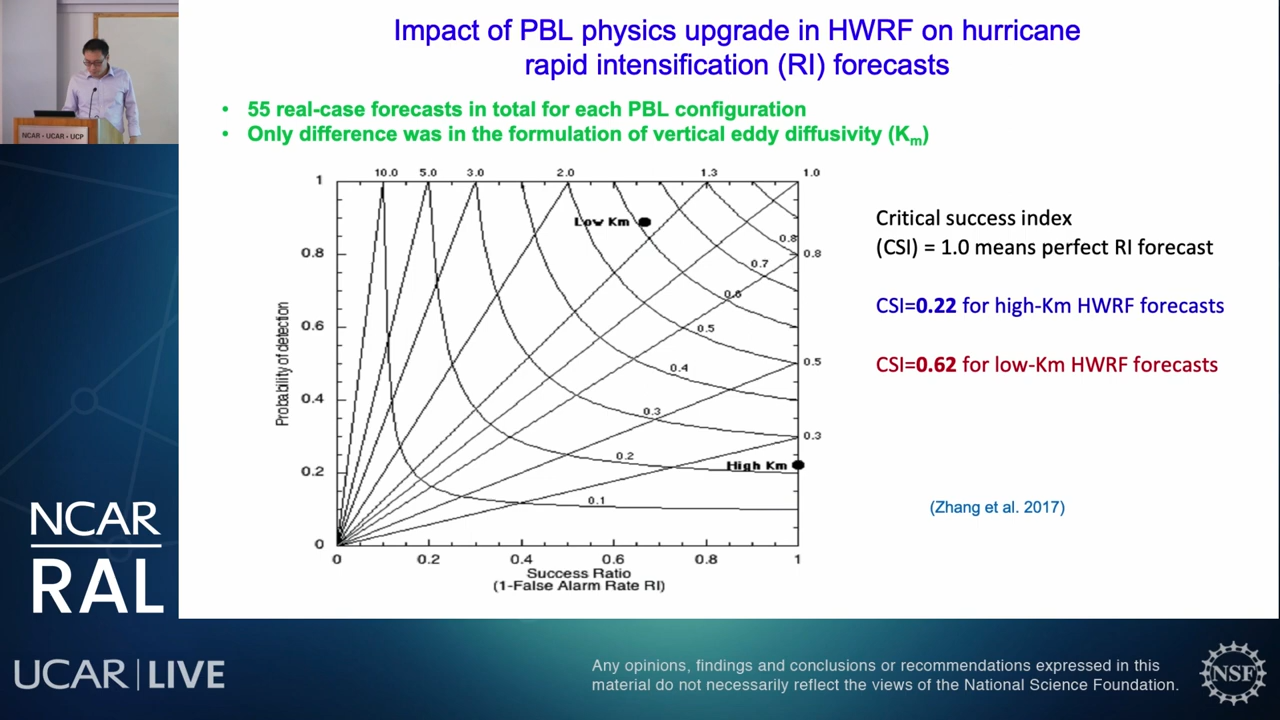 Impact of PBL physics upgrade in HWRF on hurricane
rapid intensification (RI) forecasts
• 55 real-case forecasts in total for each PBL configuration
• Only difference was in the formulation of vertical eddy diffusivity (Km)
10.0 5.0 3.0 2.0 1.3 1.0
1
0.8
0.6
0.4
0.2
0
Probability of detection
Low Km
High Km
0.8
0.7
0.6
0.5
0.4
0.3
0.2
0.1
0.8
0.5
0.3
0 0.2 0.4 0.6 0.8 1
Success Ratio
(1-False Alarm Rate RI)
Critical success index
(CSI) = 1.0 means perfect RI forecast
CSI=0.22 for high-Km HWRF forecasts
CSI=0.62 for low-Km HWRF forecasts
(Zhang et al. 2017)
NCAR • UCAR • UCP
NCAR
RAL
UCAR | LIVE
Any opinions, findings and conclusions or recommendations expressed in this
material do not necessarily reflect the views of the National Science Foundation.
NSF